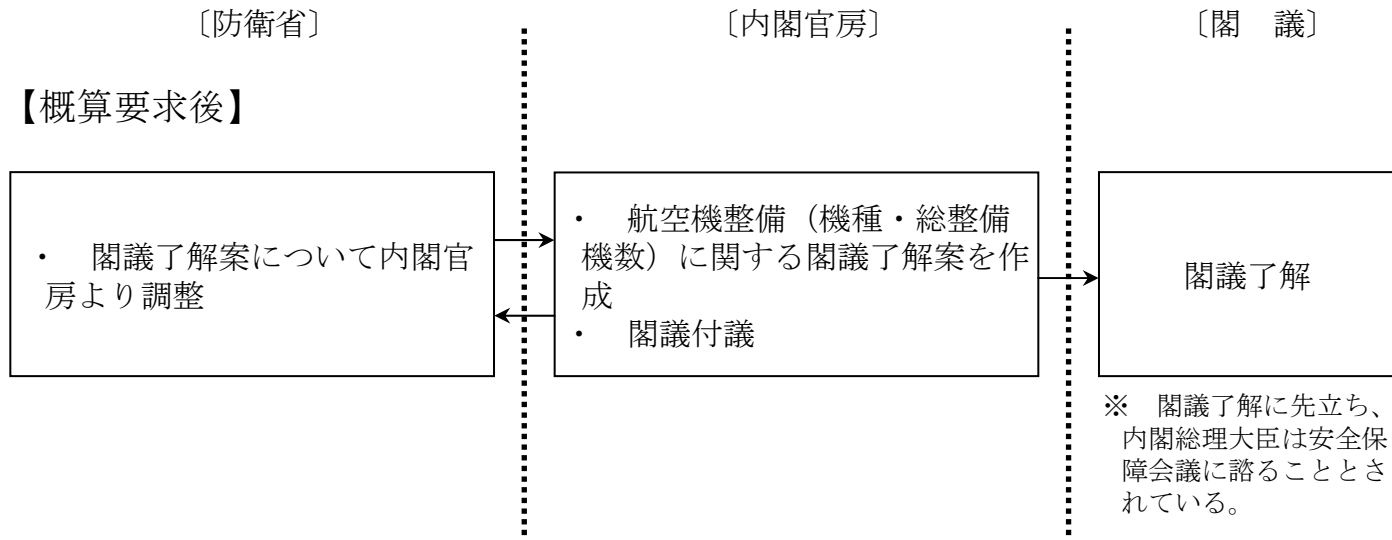 〔防衛省〕
〔内閣官房〕
〔閣　議〕
【概算要求後】
・　閣議了解案について内閣官
房より調整
・　航空機整備（機種・総整備
機数）に関する閣議了解案を作
成
・　閣議付議
閣議了解
※　閣議了解に先立ち、
内閣総理大臣は安全保
障会議に諮ることとさ
れている。